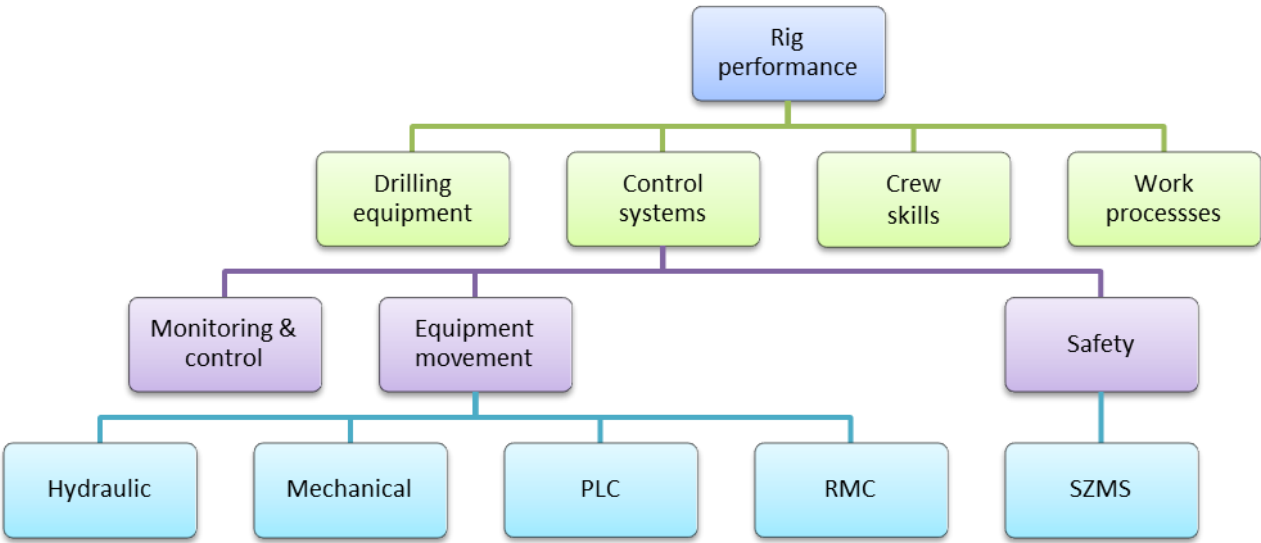 Rig
performance
Drilling
equipment
Control
systems
Crew
skills
Work
processses
Monitoring &
control
Equipment
movement
Safety
Hydraulic
Mechanical
PLC
RMC
SZMS